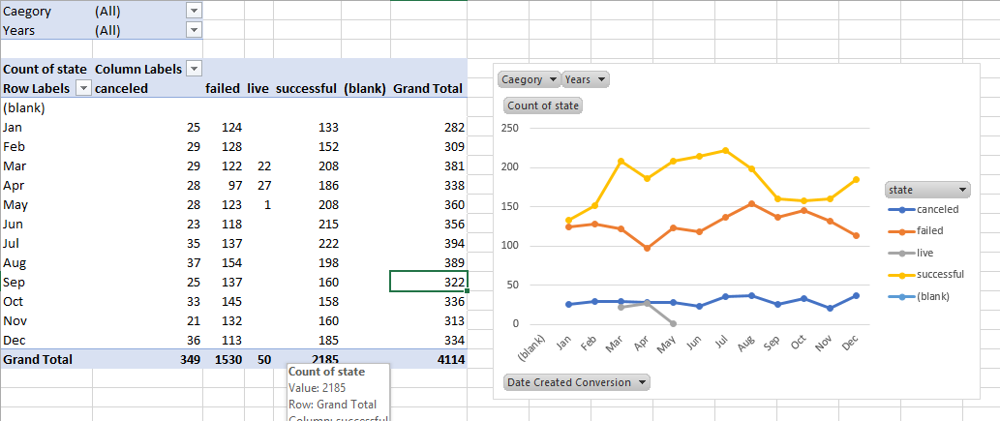 Caegory (All)
Years (All)
Count of state Column Labels
Row Labels canceled failed live successful (blank) Grand Total
(blank)
Jan 25 124 133 282
Feb 29 128 152 309
Mar 29 122 22 208 381
Apr 28 97 27 186 338
May 28 123 1 208 360
Jun 23 118 215 356
Jul 35 137 222 394
Aug 37 154 198 389
Sep 25 137 160 322
Oct 33 145 158 336
Nov 21 132 160 313
Dec 36 113 185 334
Grand Total 349 1530 50 2185 4114
Count of state
Value: 2185
Row: Grand Total
Column: successful
Caegory Years
Count of state
250
200
150
100
50
0
(blank) Jan Feb Mar Apr May Jun Jul Aug Sep Oct Nov Dec
Date Created Conversion
state
canceled
failed
live
successful
(blank)